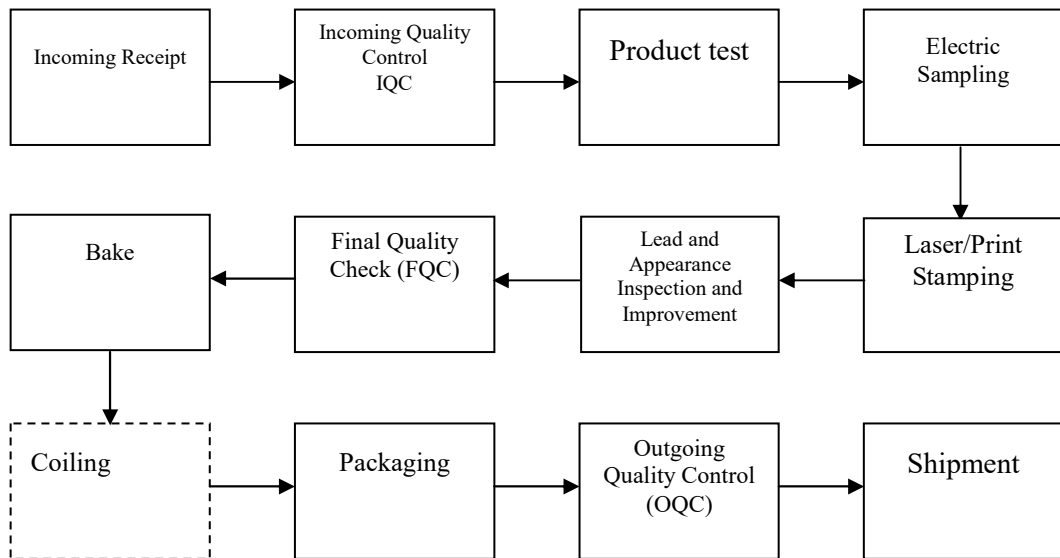 Incoming Receipt
Incoming Quality
Control
IQC
Product test
Electric
Sampling
Bake
Final Quality
Check (FQC)
Lead and
Appearance
Inspection and
Improvement
Laser/Print
Stamping
Coiling
Packaging
Outgoing
Quality Control
(OQC)
Shipment